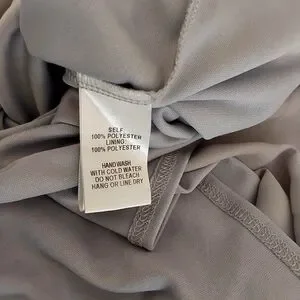 SELF
100% POLYESTER
LINING
100% POLYESTER
HAND WASH
WITH COLD WATER
DO NOT BLEACH
HANG OR LINE DRY